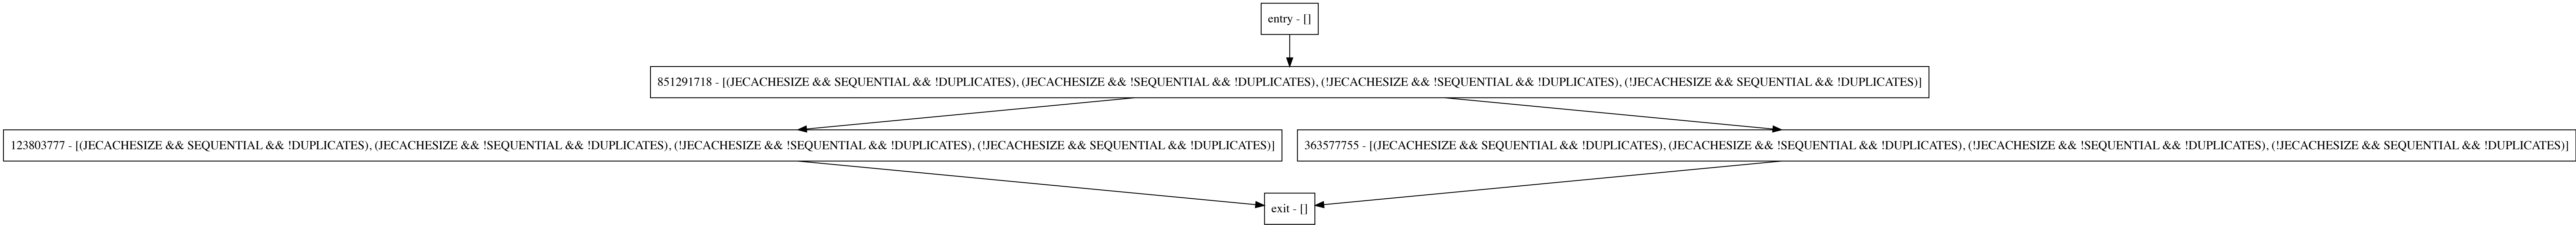 entry - []
851291718 - [(JECACHESIZE && SEQUENTIAL && !DUPLICATES), (JECACHESIZE && !SEQUENTIAL && !DUPLICATES), (!JECACHESIZE && !SEQUENTIAL && !DUPLICATES), (!JECACHESIZE && SEQUENTIAL && !DUPLICATES)]
123803777 - [(JECACHESIZE && SEQUENTIAL && !DUPLICATES), (JECACHESIZE && !SEQUENTIAL && !DUPLICATES), (!JECACHESIZE && !SEQUENTIAL && !DUPLICATES), (!JECACHESIZE && SEQUENTIAL && !DUPLICATES)]
363577755 - [(JECACHESIZE && SEQUENTIAL && !DUPLICATES), (JECACHESIZE && !SEQUENTIAL && !DUPLICATES), (!JECACHESIZE && !SEQUENTIAL && !DUPLICATES), (!JECACHESIZE && SEQUENTIAL && !DUPLICATES)]
exit - []